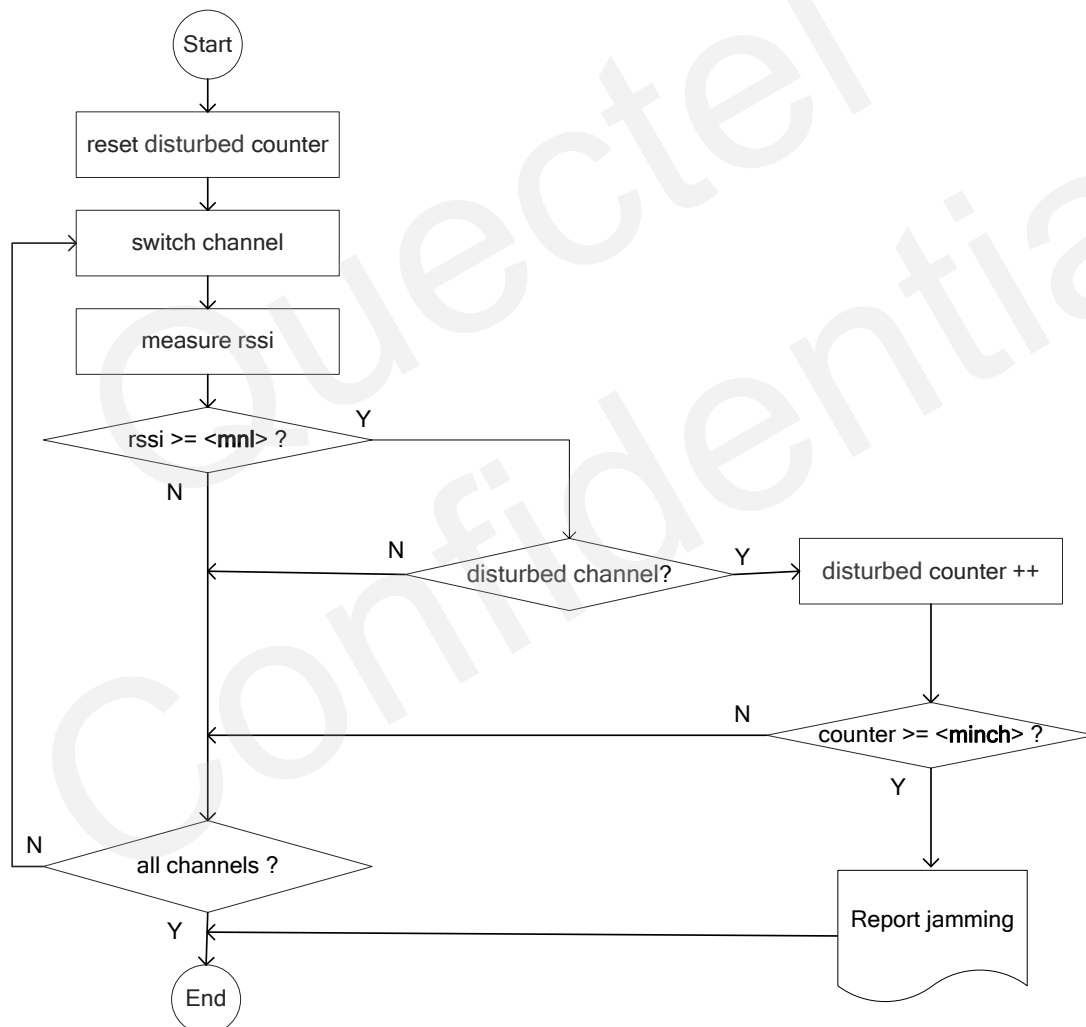 Start
reset disturbed counter
switch channel
measure rssi
rssi >= <mnl> ?
Y
N
N
disturbed channel?
Y
disturbed counter ++
N
counter >= <minch> ?
Y
N
all channels ?
Y
Report jamming
End
Quectel
Confidentia